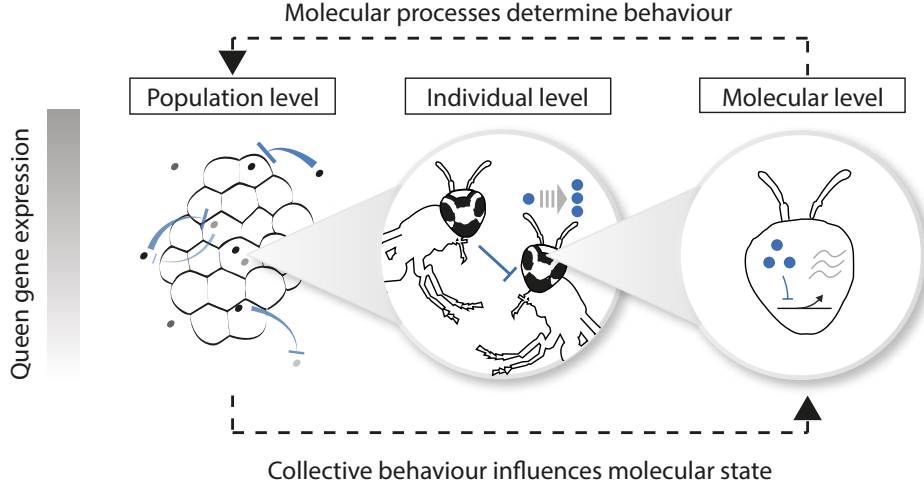 Molecular processes determine behaviour
Population level
Individual level
Molecular level
Queen gene expression
Collective behaviour influences molecular state